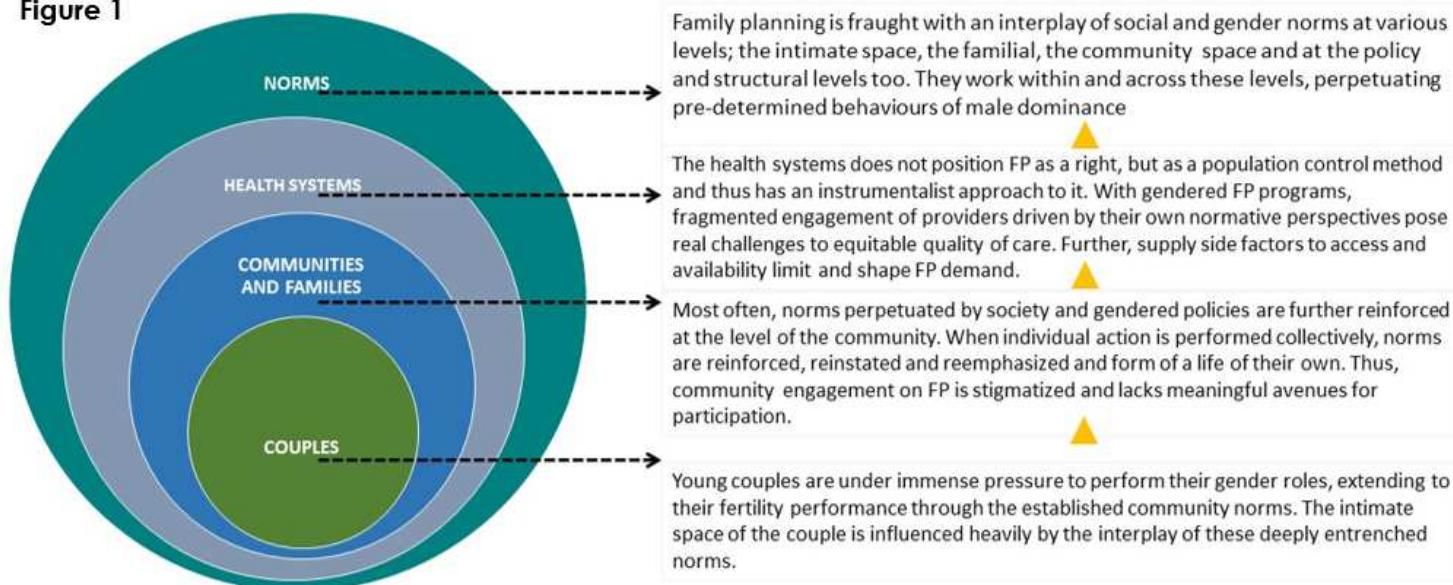 Figure 1
NORMS
HEALTH SYSTEMS
COMMUNITIES
AND FAMILIES
COUPLES
Family planning is fraught with an interplay of social and gender norms at various
levels; the intimate space, the familial, the community space and at the policy
and structural levels too. They work within and across these levels, perpetuating
pre-determined behaviours of male dominance
The health systems does not position FP as a right, but as a population control method
and thus has an instrumentalist approach to it. With gendered FP programs,
fragmented engagement of providers driven by their own normative perspectives pose
real challenges to equitable quality of care. Further, supply side factors to access and
availability limit and shape FP demand.
Most often, norms perpetuated by society and gendered policies are further reinforced
at the level of the community. When individual action is performed collectively, norms
are reinforced, reinstated and reemphasized and form of a life of their own. Thus,
community engagement on FP is stigmatized and lacks meaningful avenues for
participation.
Young couples are under immense pressure to perform their gender roles, extending to
their fertility performance through the established community norms. The intimate
space of the couple is influenced heavily by the interplay of these deeply entrenched
norms.